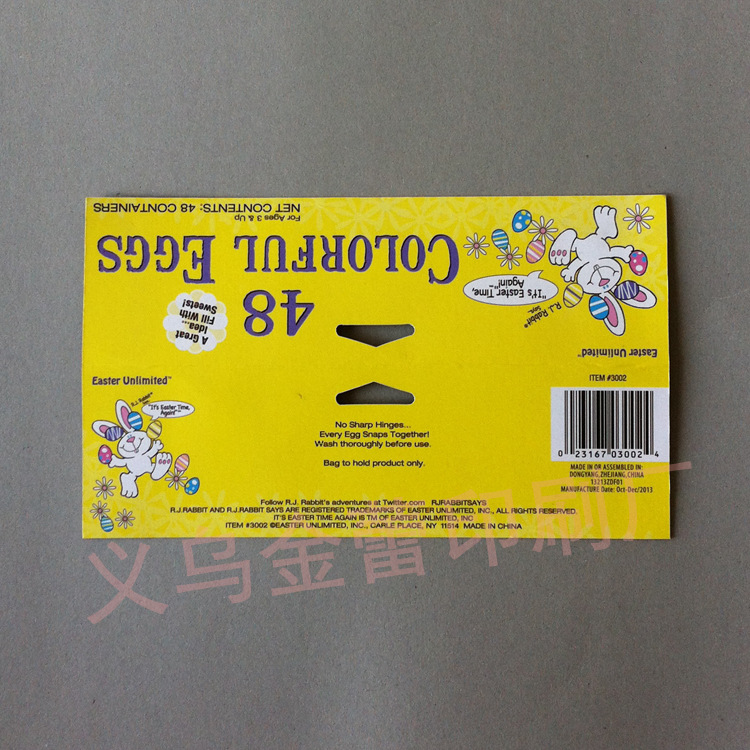 48
COLORFUL EGGS
For Ages 3 & Up
NET CONTENTS: 48 CONTAINERS
A Great
Idea...
Fill With
Sweets!
"It's Easter Time,
Again!"™
R.J. Rabbit®
says...
Easter Unlimited™
Easter Unlimited™
R.J. Rabbit®
says...
"It's Easter Time,
Again!"™
No Sharp Hinges...
Every Egg Snaps Together!
Wash thoroughly before use.
Bag to hold product only.
ITEM #3002
0 23167 03002 4
MADE IN OR ASSEMBLED IN:
DONGYANG ZHEJIANG CHINA
13213ZDF01
MANUFACTURE Date: Oct-Dec/2013
Follow R.J. Rabbit's adventures at Twitter.com RJRABBITSAYS
R.J.RABBIT AND R.J.RABBIT SAYS ARE REGISTERED TRADEMARKS OF EASTER UNLIMITED, INC., ALL RIGHTS RESERVED.
IT'S EASTER TIME AGAIN IS TM OF EASTER UNLIMITED, INC
ITEM #3002 ©EASTER UNLIMITED, INC., CARLE PLACE, NY 11514 MADE IN CHINA
义乌金雷印刷厂